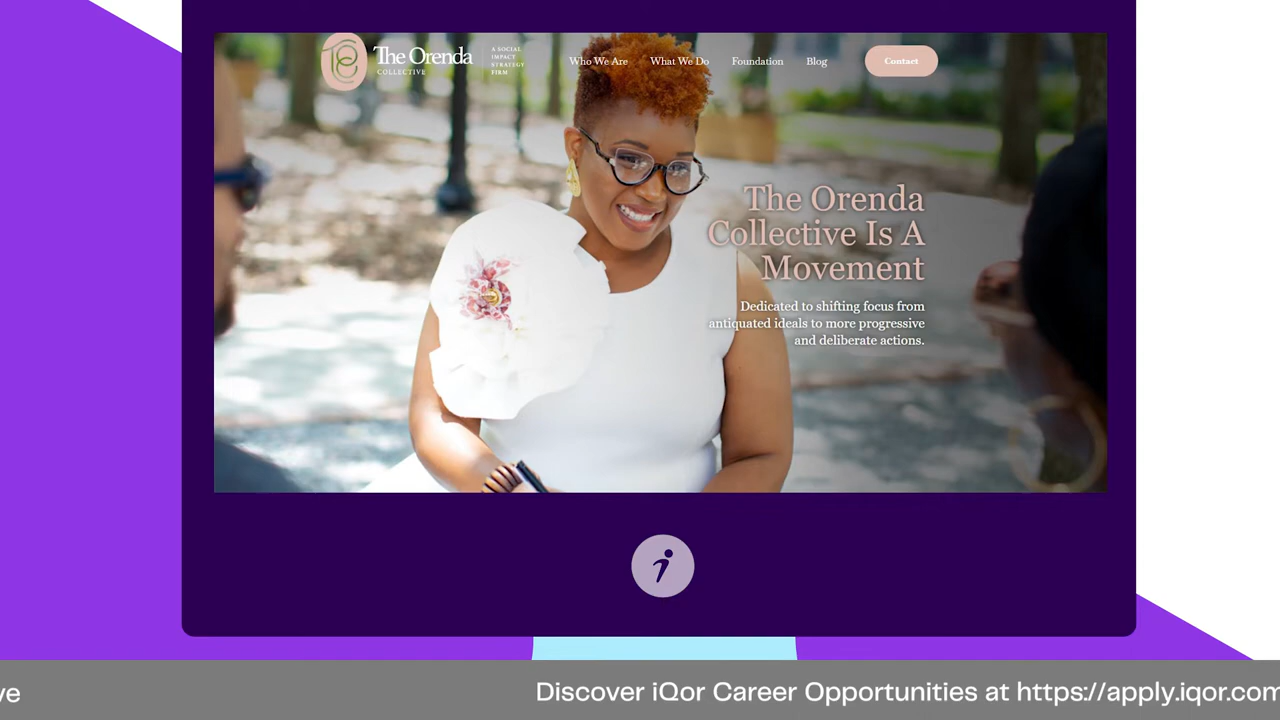 The Orenda
COLLECTIVE
A SOCIAL
IMPACT
STRATEGY
FIRM
Who We Are
What We Do
Foundation
Blog
Contact
The Orenda
Collective Is A
Movement
Dedicated to shifting focus from
antiquated ideals to more progressive
and deliberate actions.
ve
Discover iQor Career Opportunities at https://apply.iqor.com